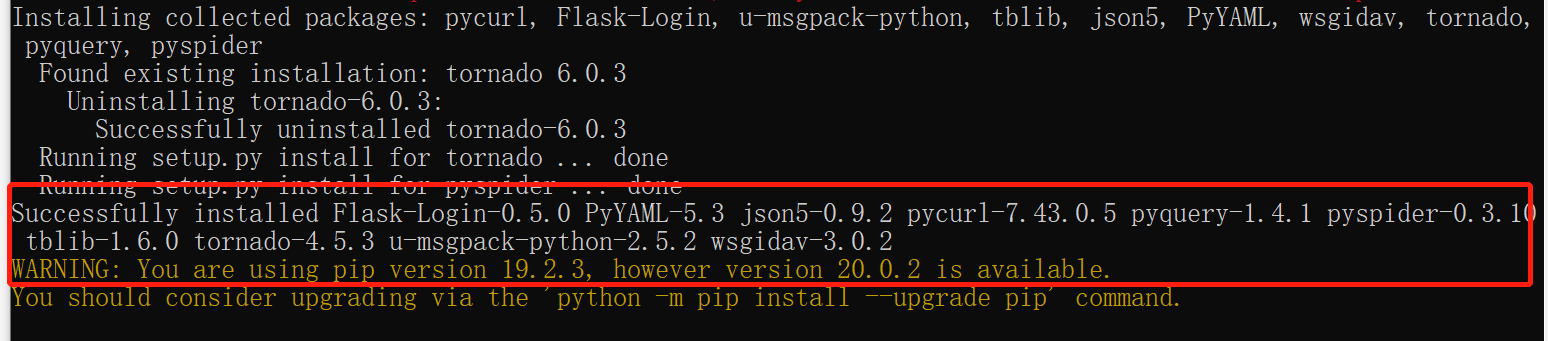 Installing collected packages: pycurl, Flask-Login, u-msgpack-python, tblib, json5, PyYAML, wsgidav, tornado,
pyquery, pyspider
Found existing installation: tornado 6.0.3
Uninstalling tornado-6.0.3:
Successfully uninstalled tornado-6.0.3
Running setup.py install for tornado ... done
Running setup.py install for pyspider ... done
Successfully installed Flask-Login-0.5.0 PyYAML-5.3 json5-0.9.2 pycurl-7.43.0.5 pyquery-1.4.1 pyspider-0.3.10
tblib-1.6.0 tornado-4.5.3 u-msgpack-python-2.5.2 wsgidav-3.0.2
WARNING: You are using pip version 19.2.3, however version 20.0.2 is available.
You should consider upgrading via the 'python -m pip install --upgrade pip' command.